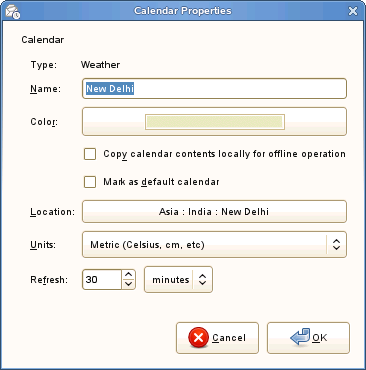 Calendar Properties
Calendar
Type: Weather
Name: New Delhi
Color:
Copy calendar contents locally for offline operation
Mark as default calendar
Location: Asia : India : New Delhi
Units: Metric (Celsius, cm, etc)
Refresh: 30 minutes
Cancel OK